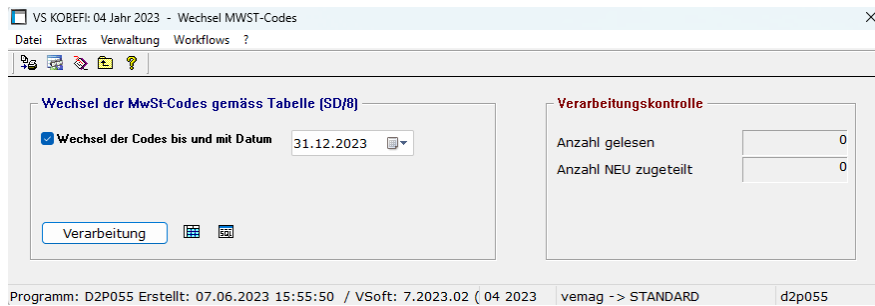 VS KOBEFI: 04 Jahr 2023 - Wechsel MWST-Codes
Datei Extras Verwaltung Workflows ?
Wechsel der MwSt-Codes gemäss Tabelle (SD/8)
Wechsel der Codes bis und mit Datum 31.12.2023
Verarbeitung
SQL
Verarbeitungskontrolle
Anzahl gelesen 0
Anzahl NEU zugeteilt 0
Programm: D2P055 Erstellt: 07.06.2023 15:55:50 / VSoft: 7.2023.02 ( 04 2023 vemag -> STANDARD d2p055